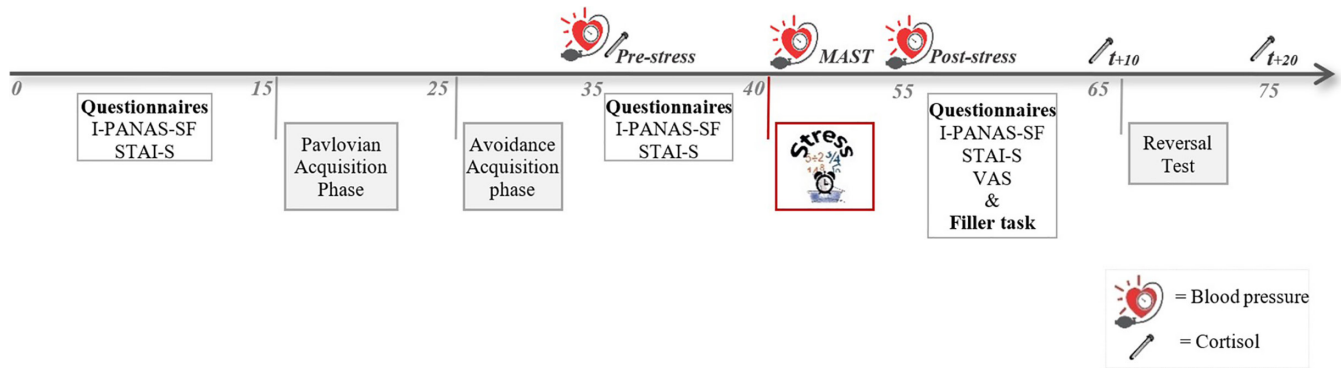 Pre-stress
MAST
Post-stress
t+10
t+20
0
15
25
35
40
55
65
75
Questionnaires
I-PANAS-SF
STAI-S
Pavlovian
Acquisition
Phase
Avoidance
Acquisition
phase
Questionnaires
I-PANAS-SF
STAI-S
Stress
Questionnaires
I-PANAS-SF
STAI-S
VAS
&
Filler task
Reversal
Test
= Blood pressure
= Cortisol